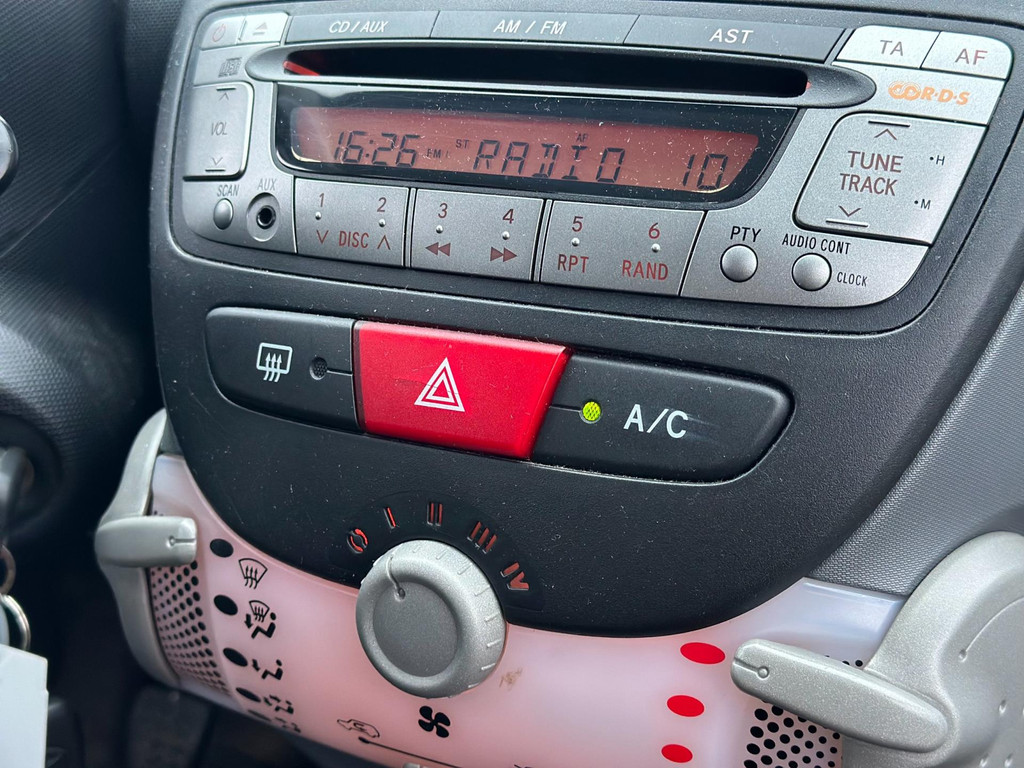 CD/AUX AM / FM AST TA AF
C R·D·S
VOL
16:26 FM1 ST RADIO AF 10
TUNE
TRACK
•H
•M
SCAN AUX
1 2 3 4 5 6
DISC RPT RAND
PTY AUDIO CONT
CLOCK
A/C
I II III IV